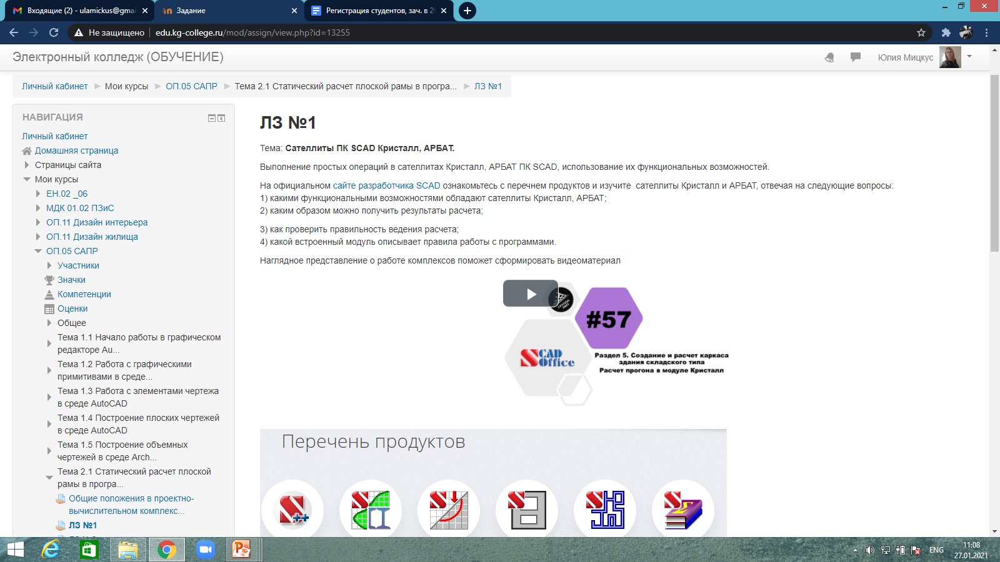 Входящие (2) - ulamickus@gmai
Задание
Регистрация студентов, зач. в 20
Не защищено
edu.kg-college.ru/mod/assign/view.php?id=13255
Электронный колледж (ОБУЧЕНИЕ)
Юлия Мицкус
Личный кабинет
Мои курсы
ОП.05 САПР
Тема 2.1 Статический расчет плоской рамы в програ...
ЛЗ №1
НАВИГАЦИЯ
Личный кабинет
Домашняя страница
Страницы сайта
Мои курсы
ЕН.02 _06
МДК 01.02 ПЗиС
ОП.11 Дизайн интерьера
ОП.11 Дизайн жилища
ОП.05 САПР
Участники
Значки
Компетенции
Оценки
Общее
Тема 1.1 Начало работы в графическом
редакторе Au...
Тема 1.2 Работа с графическими
примитивами в среде...
Тема 1.3 Работа с элементами чертежа
в среде AutoCAD
Тема 1.4 Построение плоских чертежей
в среде AutoCAD
Тема 1.5 Построение объемных
чертежей в среде Arch...
Тема 2.1 Статический расчет плоской
рамы в програ...
Общие положения в проектно-
вычислительном комплекс...
ЛЗ №1
ЛЗ №1
Тема: Сателлиты ПК SCAD Кристалл, АРБАТ.
Выполнение простых операций в сателлитах Кристалл, АРБАТ ПК SCAD, использование их функциональных возможностей.
На официальном сайте разработчика SCAD ознакомьтесь с перечнем продуктов и изучите сателлиты Кристалл и АРБАТ, отвечая на следующие вопросы:
1) какими функциональными возможностями обладают сателлиты Кристалл, АРБАТ;
2) каким образом можно получить результаты расчета;
3) как проверить правильность ведения расчета;
4) какой встроенный модуль описывает правила работы с программами.
Наглядное представление о работе комплексов поможет сформировать видеоматериал
#57
SCAD
Office
Раздел 5. Создание и расчет каркаса
здания складского типа
Расчет прогона в модуле Кристалл
Перечень продуктов
ENG
11:08
27.01.2021